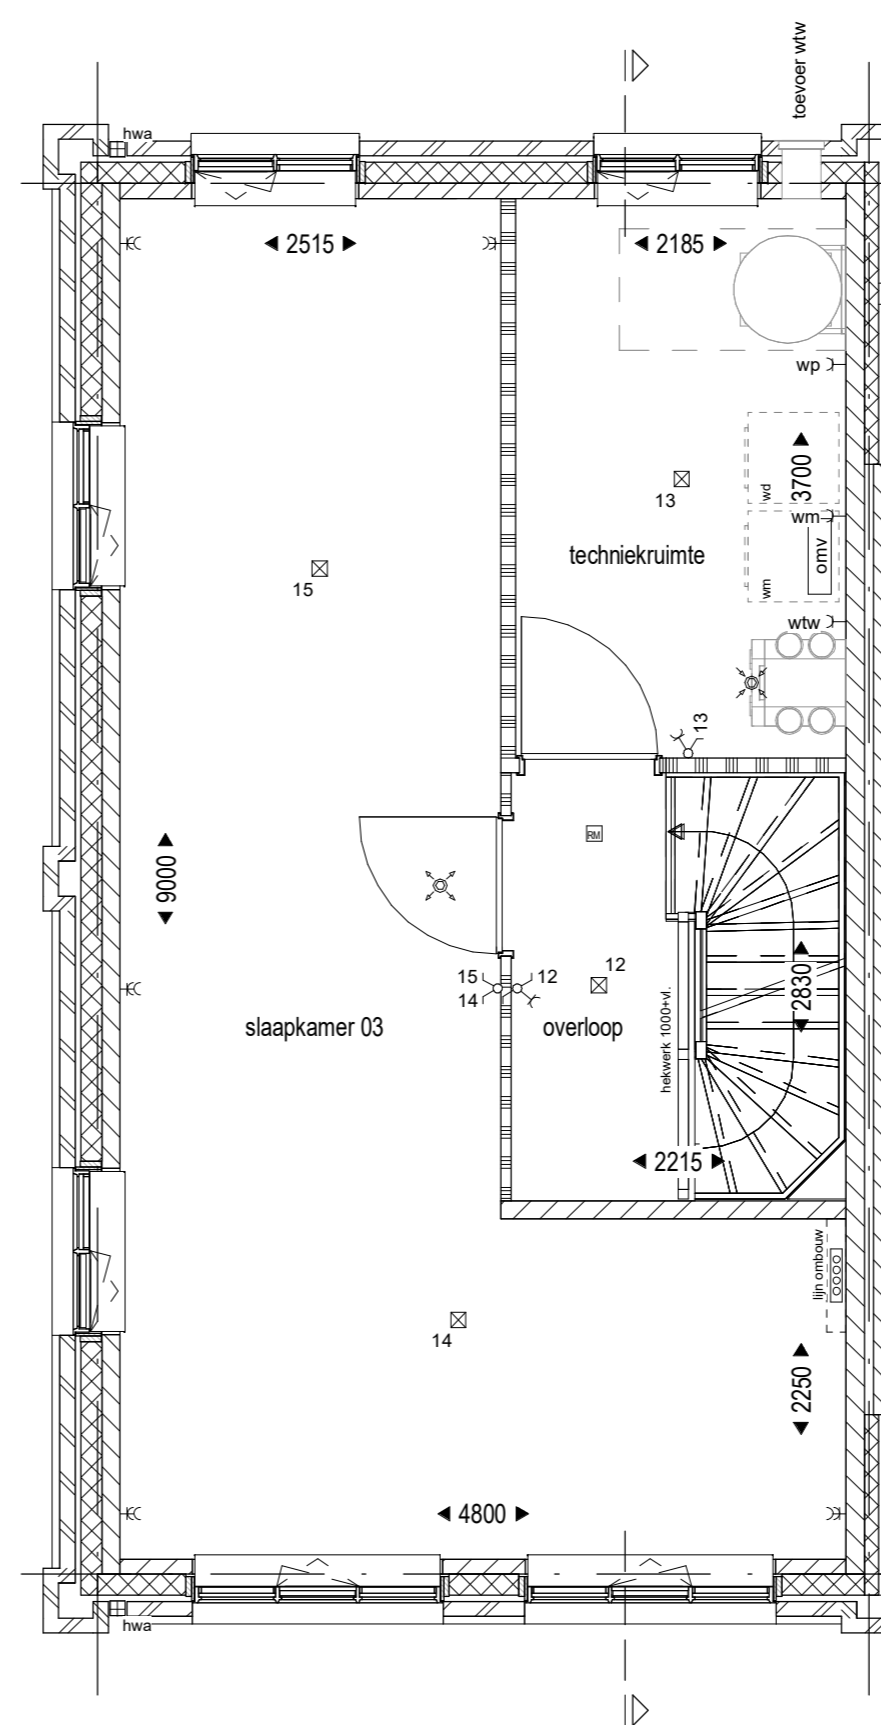 toevoer wtw
hwa
2515
2185
wp
3700
wd
13
wm
omv
techniekruimte
15
wm
wtw
13
RM
9000
15
12
12
14
2830
slaapkamer 03
overloop
hekwerk 1000+vl.
2215
lijn ombouw
14
2250
4800
hwa